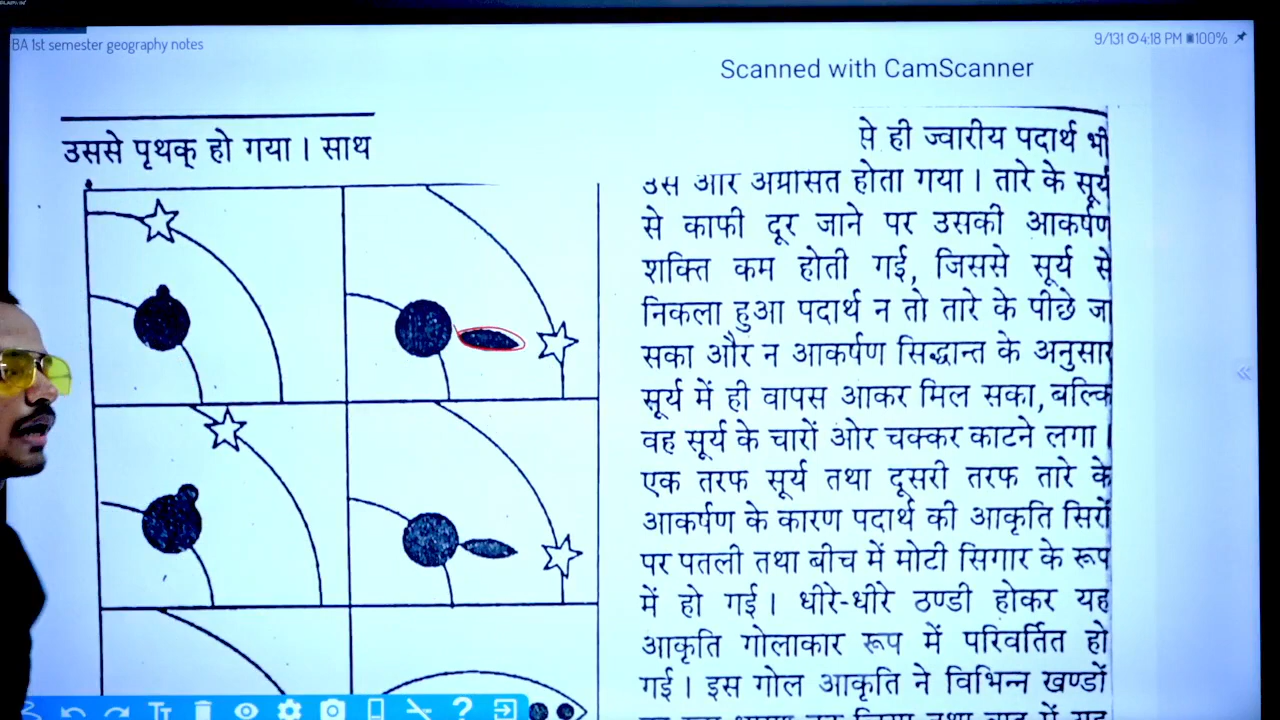 BA 1st semester geography notes
9/131 4:18 PM 100%
Scanned with CamScanner
उससे पृथक् हो गया । साथ
से ही ज्वारीय पदार्थ भी
उस ओर अग्रसित होता गया । तारे के सूर्य
से काफी दूर जाने पर उसकी आकर्षण
शक्ति कम होती गई, जिससे सूर्य से
निकला हुआ पदार्थ न तो तारे के पीछे जा
सका और न आकर्षण सिद्धान्त के अनुसार
सूर्य में ही वापस आकर मिल सका, बल्कि
वह सूर्य के चारों ओर चक्कर काटने लगा ।
एक तरफ सूर्य तथा दूसरी तरफ तारे के
आकर्षण के कारण पदार्थ की आकृति सिरों
पर पतली तथा बीच में मोटी सिगार के रूप
में हो गई । धीरे-धीरे ठण्डी होकर यह
आकृति गोलाकार रूप में परिवर्तित हो
गई । इस गोल आकृति ने विभिन्न खण्डों